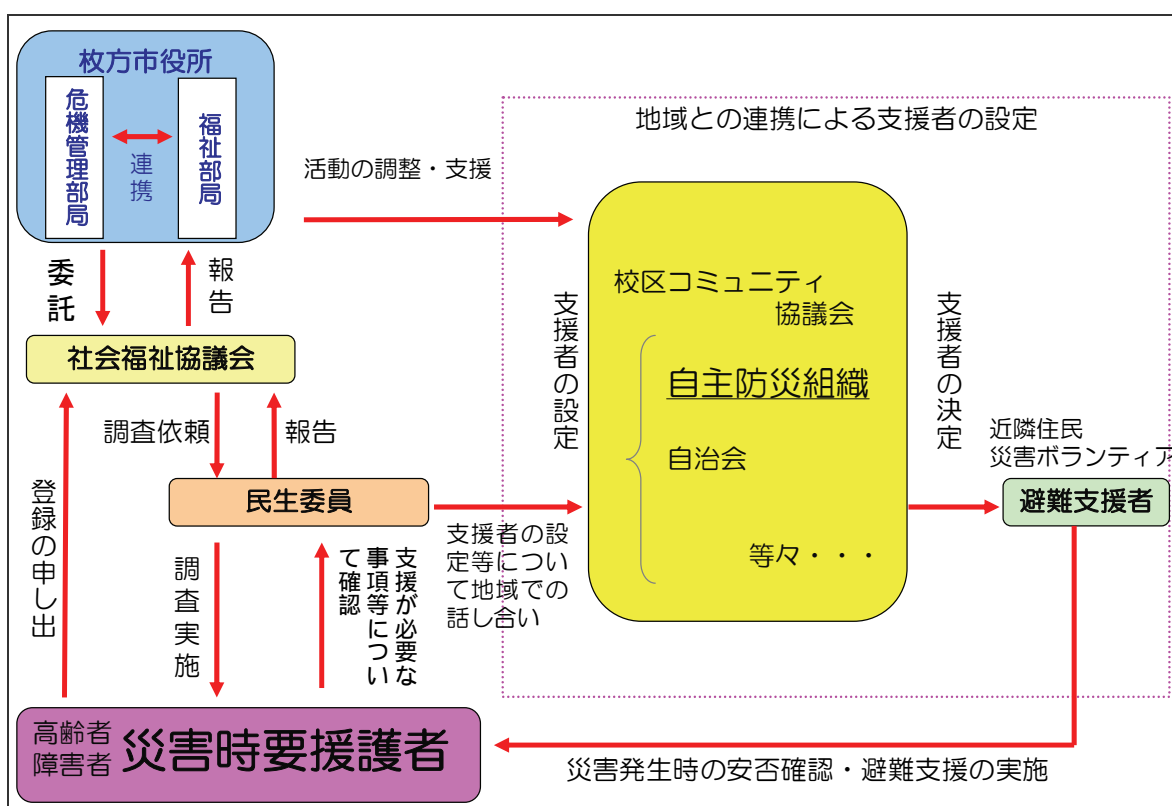 枚方市役所
危機管理部局
連携
福祉部局
地域との連携による支援者の設定
活動の調整・支援
委託
報告
社会福祉協議会
校区コミュニティ
協議会
自主防災組織
自治会
等々・・・
支援者の設定
支援者の決定
近隣住民
災害ボランティア
避難支援者
調査依頼
報告
民生委員
登録の申し出
調査実施
支援が必要な
事項等につい
て確認
支援者の設
定等につい
て地域での
話し合い
高齢者
障害者
災害時要援護者
災害発生時の安否確認・避難支援の実施